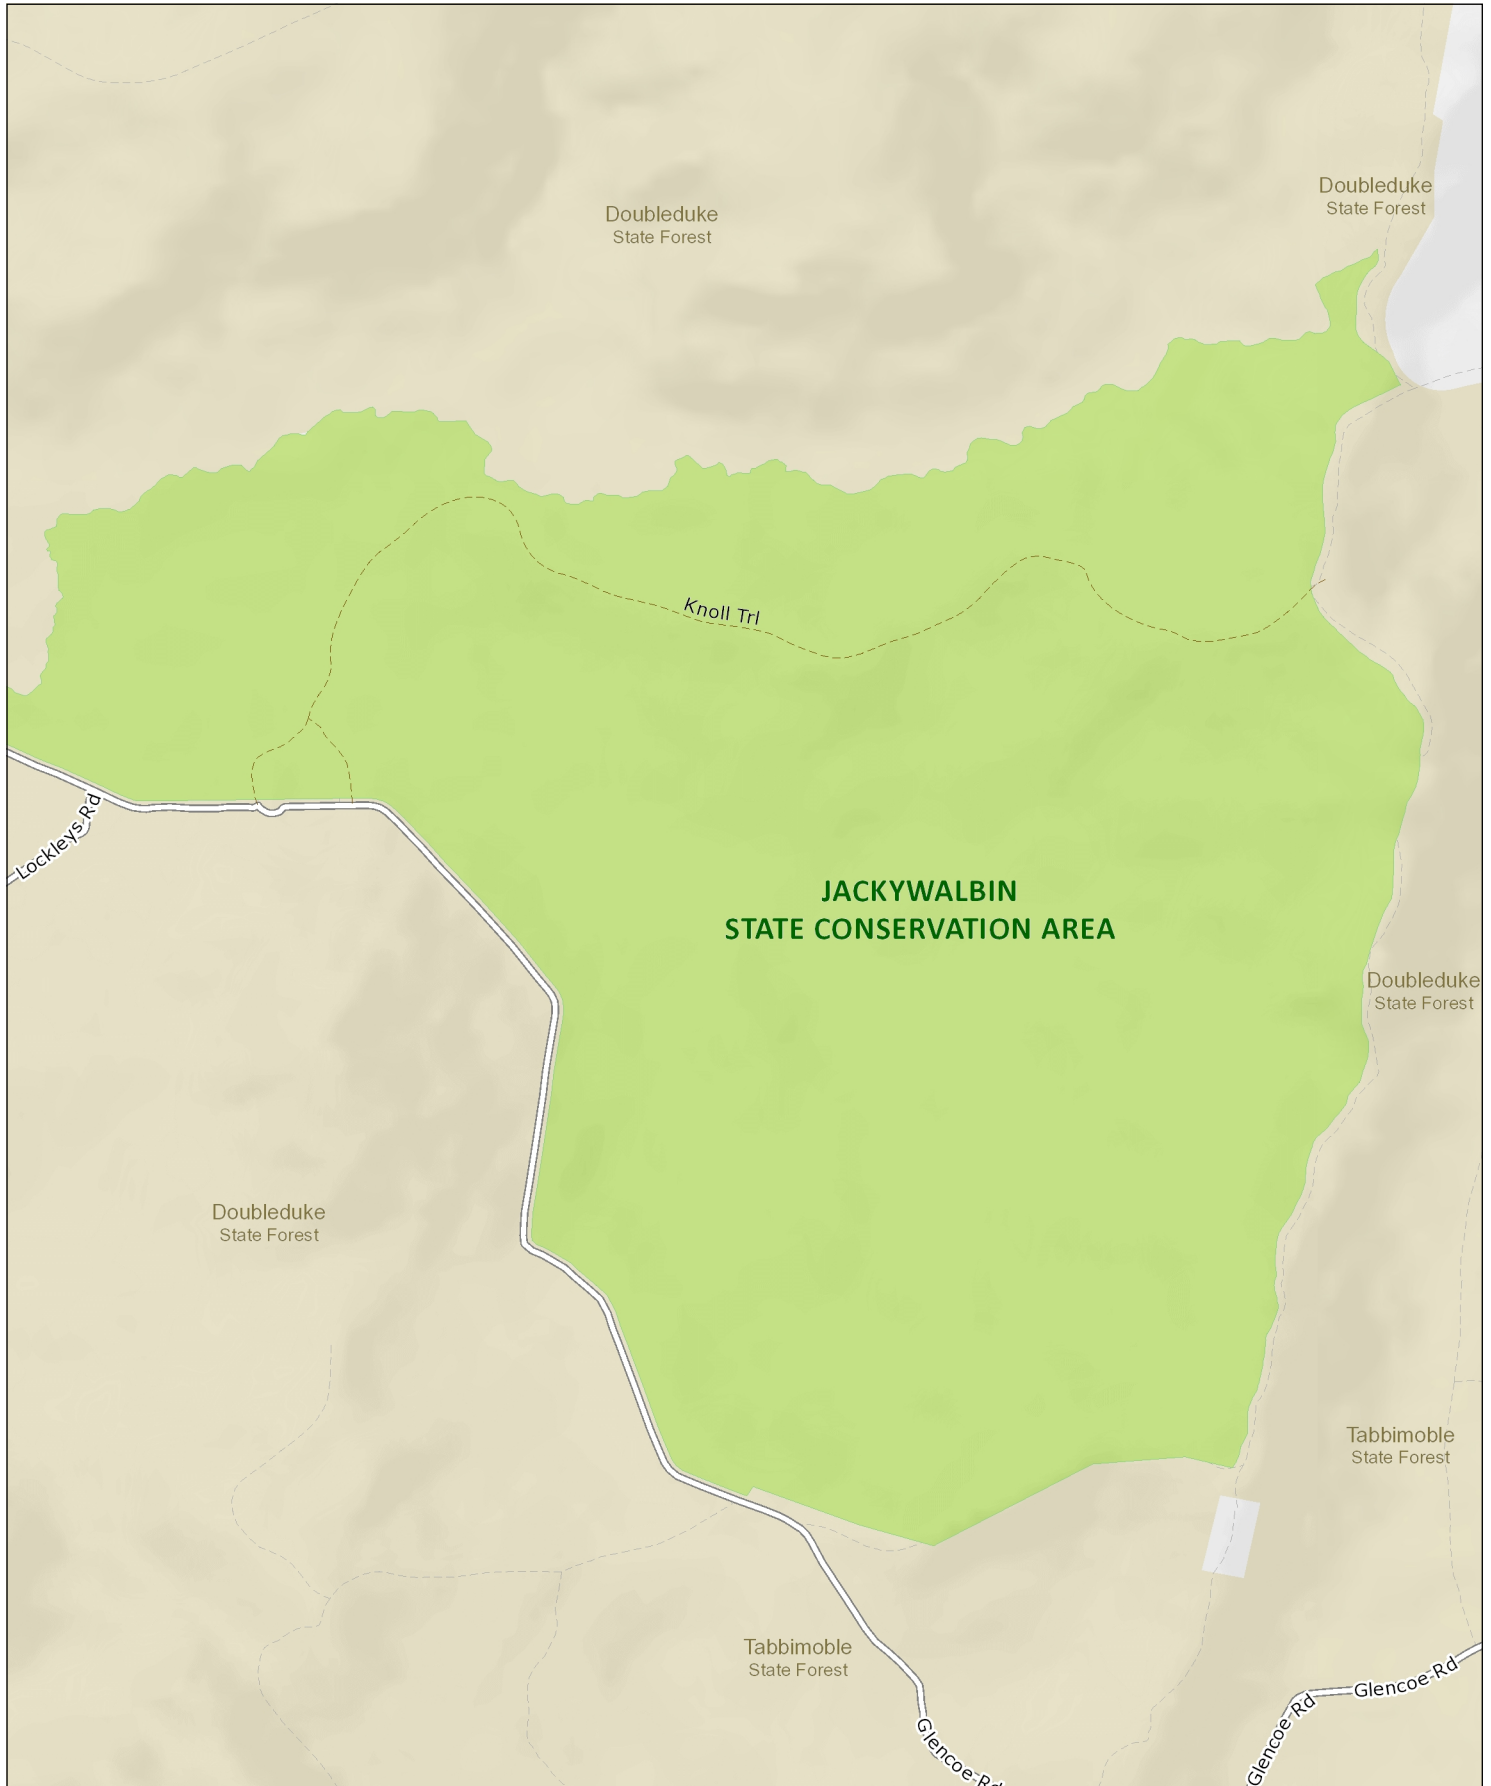 Doubleduke
State Forest
Doubleduke
State Forest
Knoll Trl
Lockleys Rd
JACKYWALBIN
STATE CONSERVATION AREA
Doubleduke
State Forest
Doubleduke
State Forest
Tabbimoble
State Forest
Tabbimoble
State Forest
Glencoe Rd
Glencoe Rd
Glencoe Rd